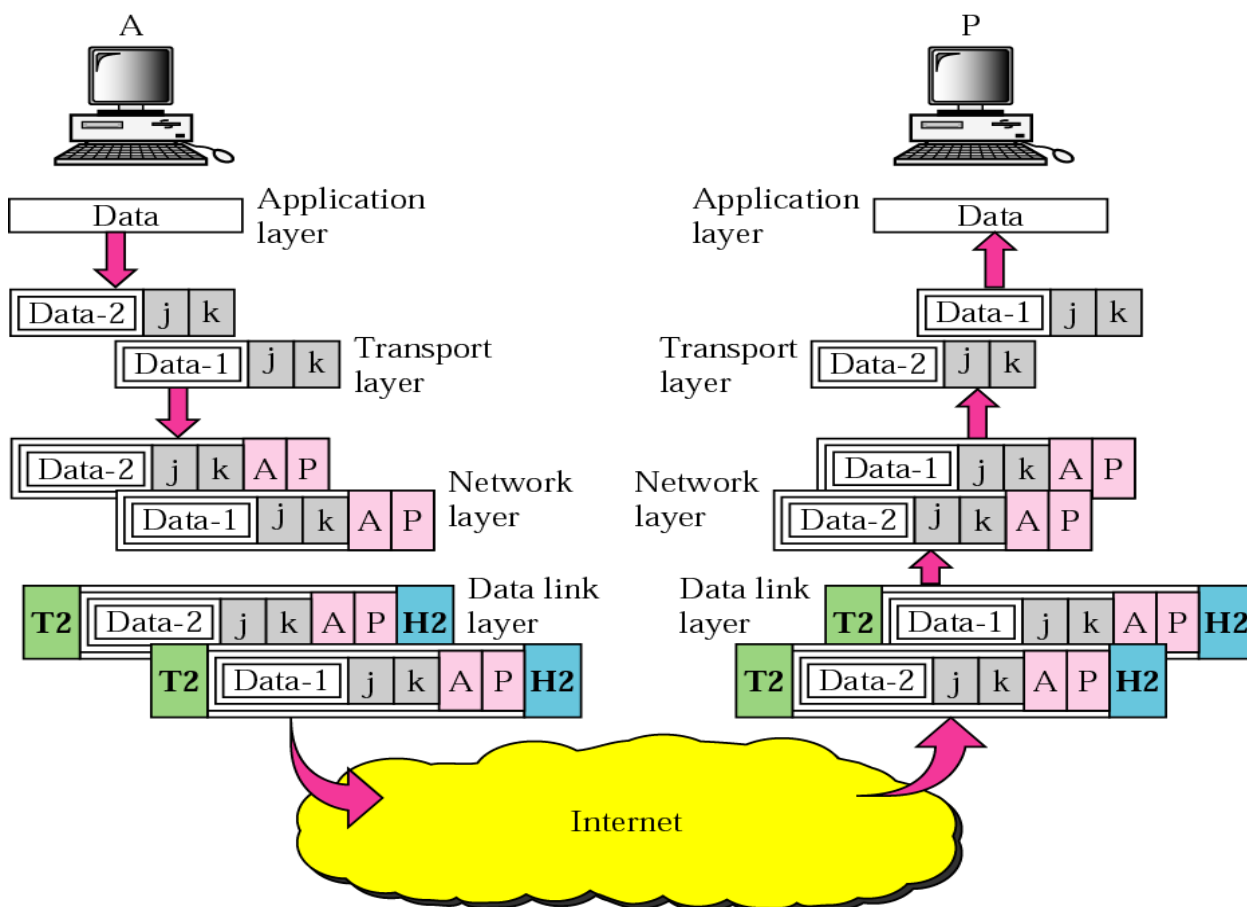 A
P
Data
Application
layer
Application
layer
Data
Data-2 j k
Data-1 j k
Transport
layer
Transport
layer
Data-1 j k
Data-2 j k
Data-2 j k A P
Data-1 j k A P
Network
layer
Network
layer
Data-1 j k A P
Data-2 j k A P
T2 Data-2 j k A P H2
T2 Data-1 j k A P H2
Data link
layer
Data link
layer
T2 Data-1 j k A P H2
T2 Data-2 j k A P H2
Internet